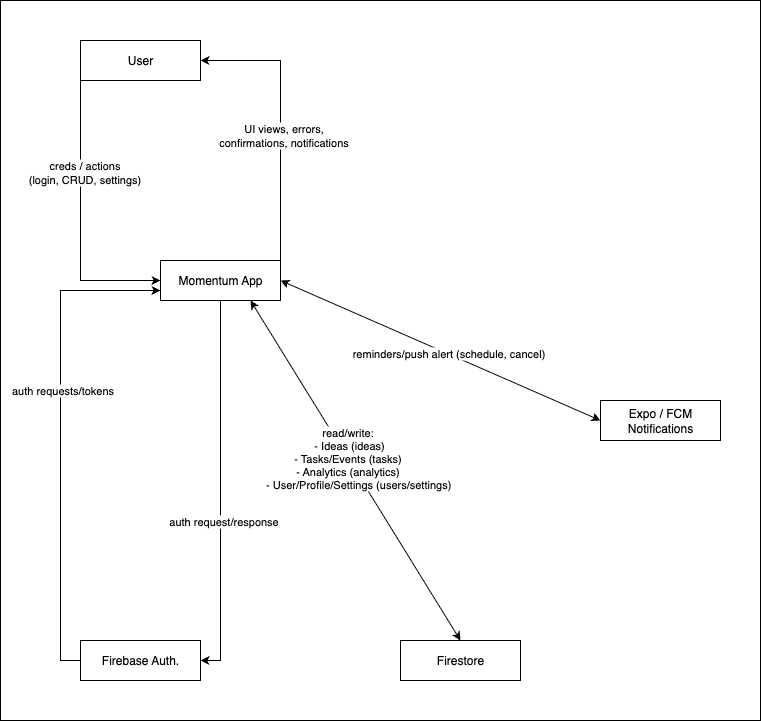 User
UI views, errors,
confirmations, notifications
creds / actions
(login, CRUD, settings)
Momentum App
reminders/push alert (schedule, cancel)
auth requests/tokens
Expo / FCM
Notifications
read/write:
- Ideas (ideas)
- Tasks/Events (tasks)
- Analytics (analytics)
- User/Profile/Settings (users/settings)
auth request/response
Firebase Auth.
Firestore